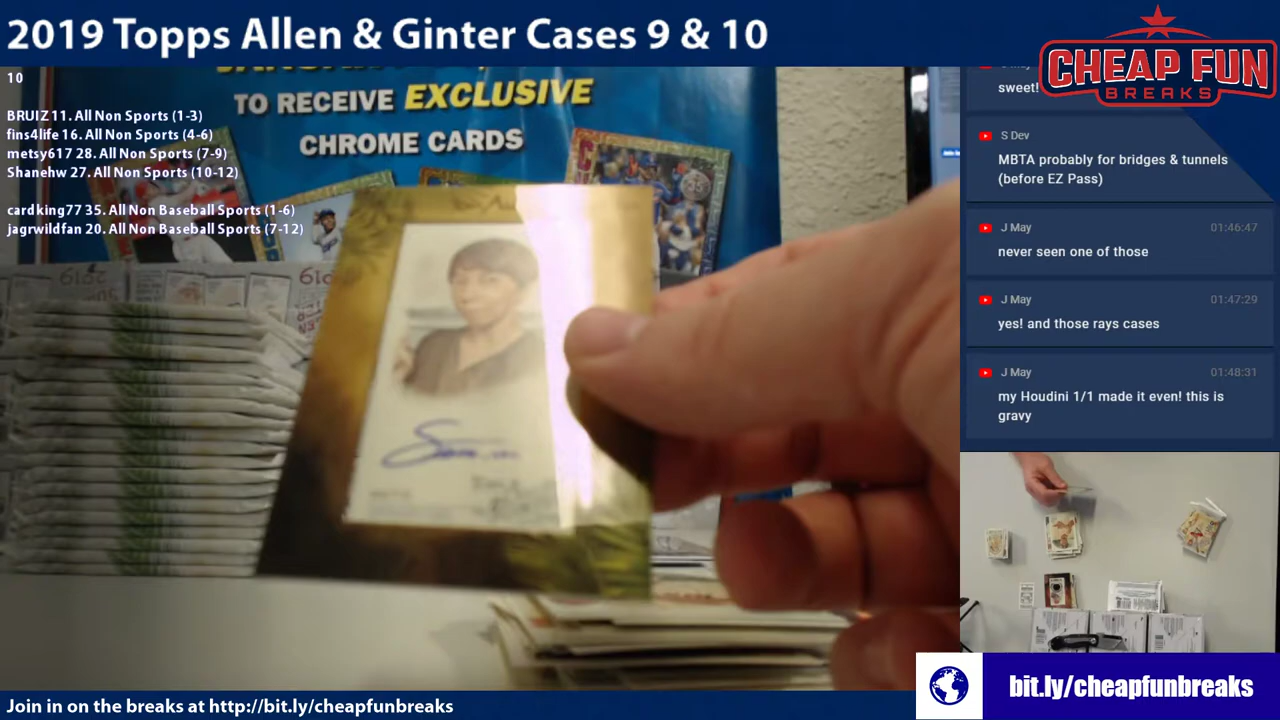 2019 Topps Allen & Ginter Cases 9 & 10
CHEAP FUN
BREAKS
10
BRUIZ 11. All Non Sports (1-3)
fins4life 16. All Non Sports (4-6)
metsy617 28. All Non Sports (7-9)
Shanehw 27. All Non Sports (10-12)
cardking77 35. All Non Baseball Sports (1-6)
jagrwildfan 20. All Non Baseball Sports (7-12)
TO RECEIVE EXCLUSIVE
CHROME CARDS
sweet!
S Dev
MBTA probably for bridges & tunnels
(before EZ Pass)
J May 01:46:47
never seen one of those
J May 01:47:29
yes! and those rays cases
J May 01:48:31
my Houdini 1/1 made it even! this is
gravy
2019
2019
Join in on the breaks at http://bit.ly/cheapfunbreaks
bit.ly/cheapfunbreaks